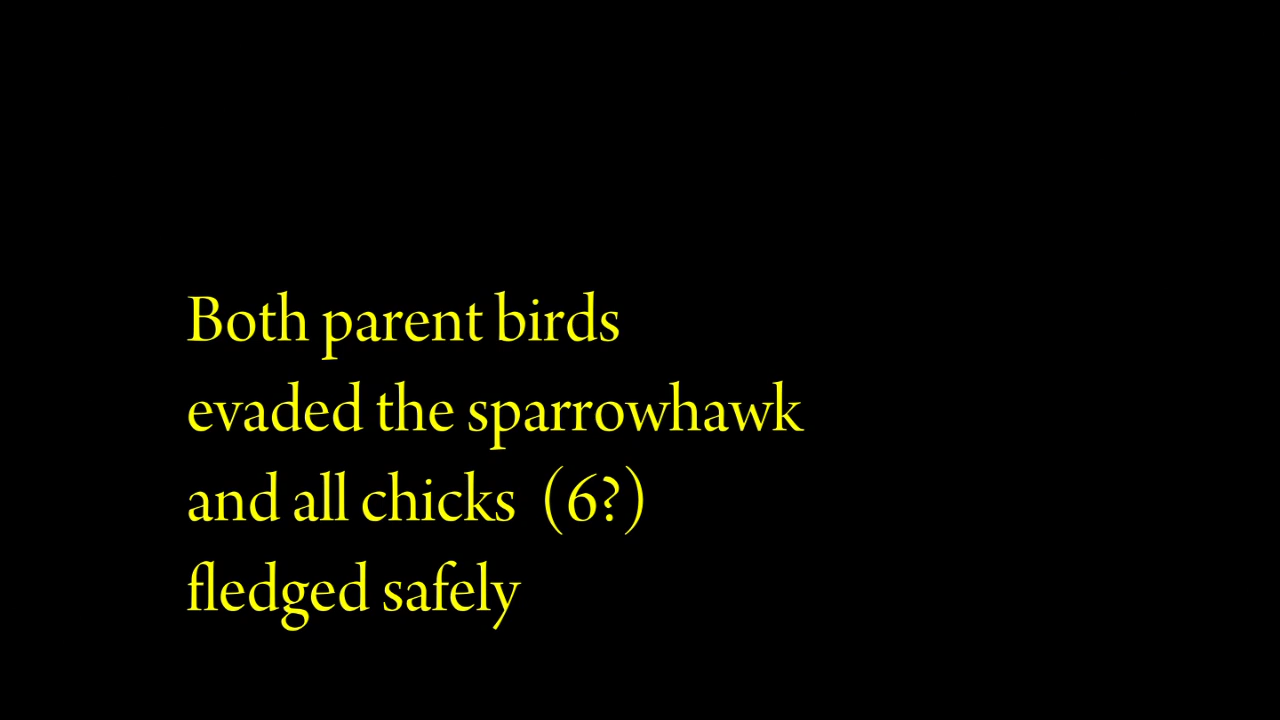 Both parent birds
evaded the sparrowhawk
and all chicks (6?)
fledged safely